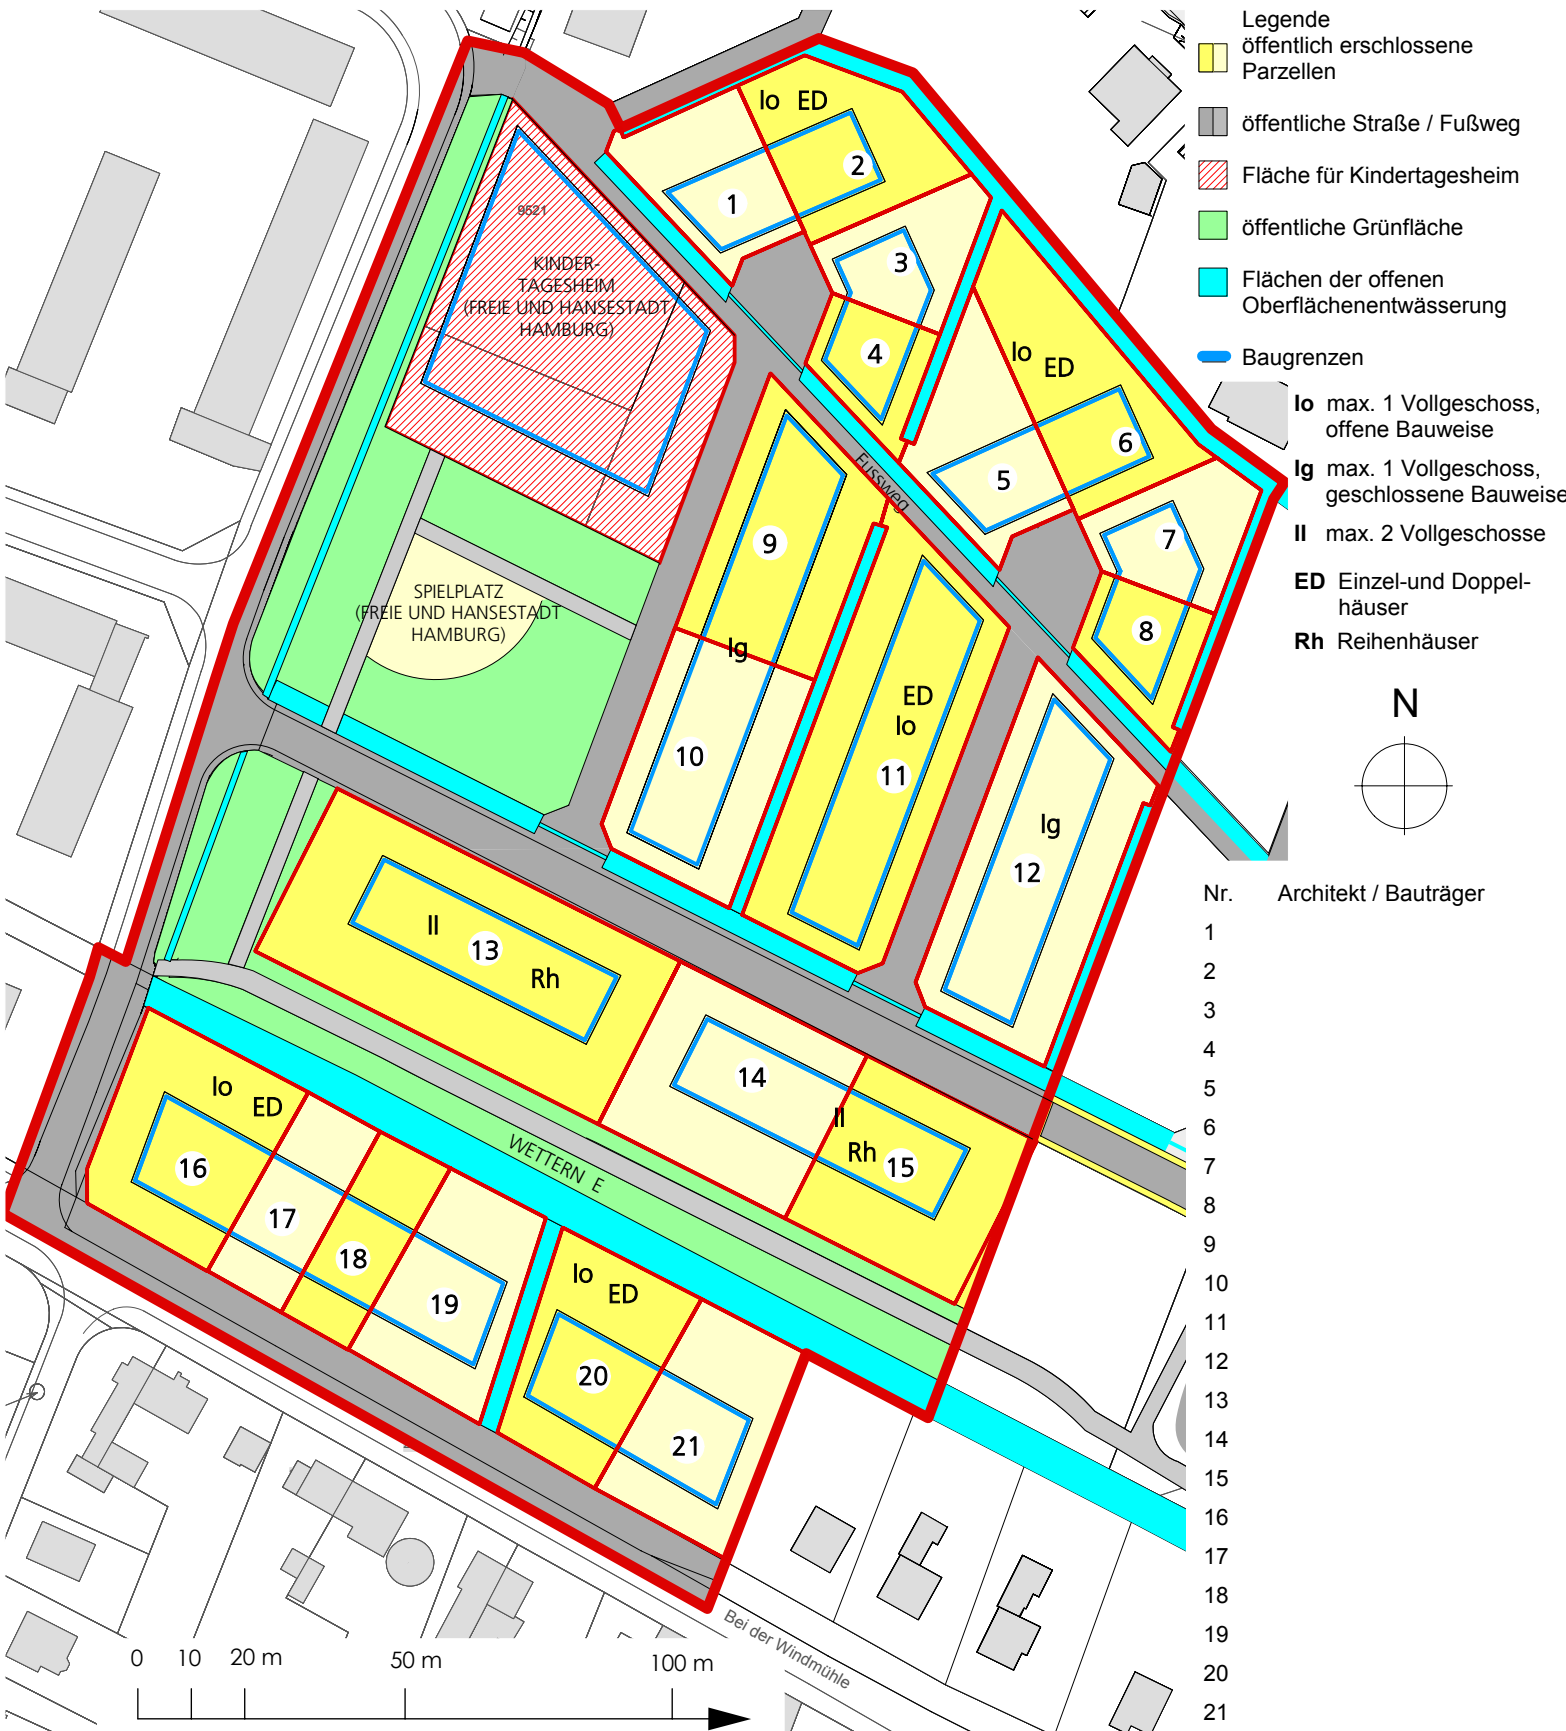 Legende
öffentlich erschlossene
Parzellen
öffentliche Straße / Fußweg
Fläche für Kindertagesheim
öffentliche Grünfläche
Flächen der offenen
Oberflächenentwässerung
Baugrenzen
Io max. 1 Vollgeschoss,
offene Bauweise
Ig max. 1 Vollgeschoss,
geschlossene Bauweise
II max. 2 Vollgeschosse
ED Einzel-und Doppel-
häuser
Rh Reihenhäuser
N
Io ED
2
1
9521
3
KINDER-
TAGESHEIM
(FREIE UND HANSESTADT
HAMBURG)
4
Io
ED
6
5
Fussweg
9
7
8
SPIELPLATZ
(FREIE UND HANSESTADT
HAMBURG)
Ig
10
ED
Io
11
Ig
12
II
13
Rh
14
II
Rh 15
Io
ED
16
17
18
19
WETTERN E
Io
ED
20
21
Bei der Windmühle
0 10 20 m 50 m 100 m
Nr. Architekt / Bauträger
1
2
3
4
5
6
7
8
9
10
11
12
13
14
15
16
17
18
19
20
21